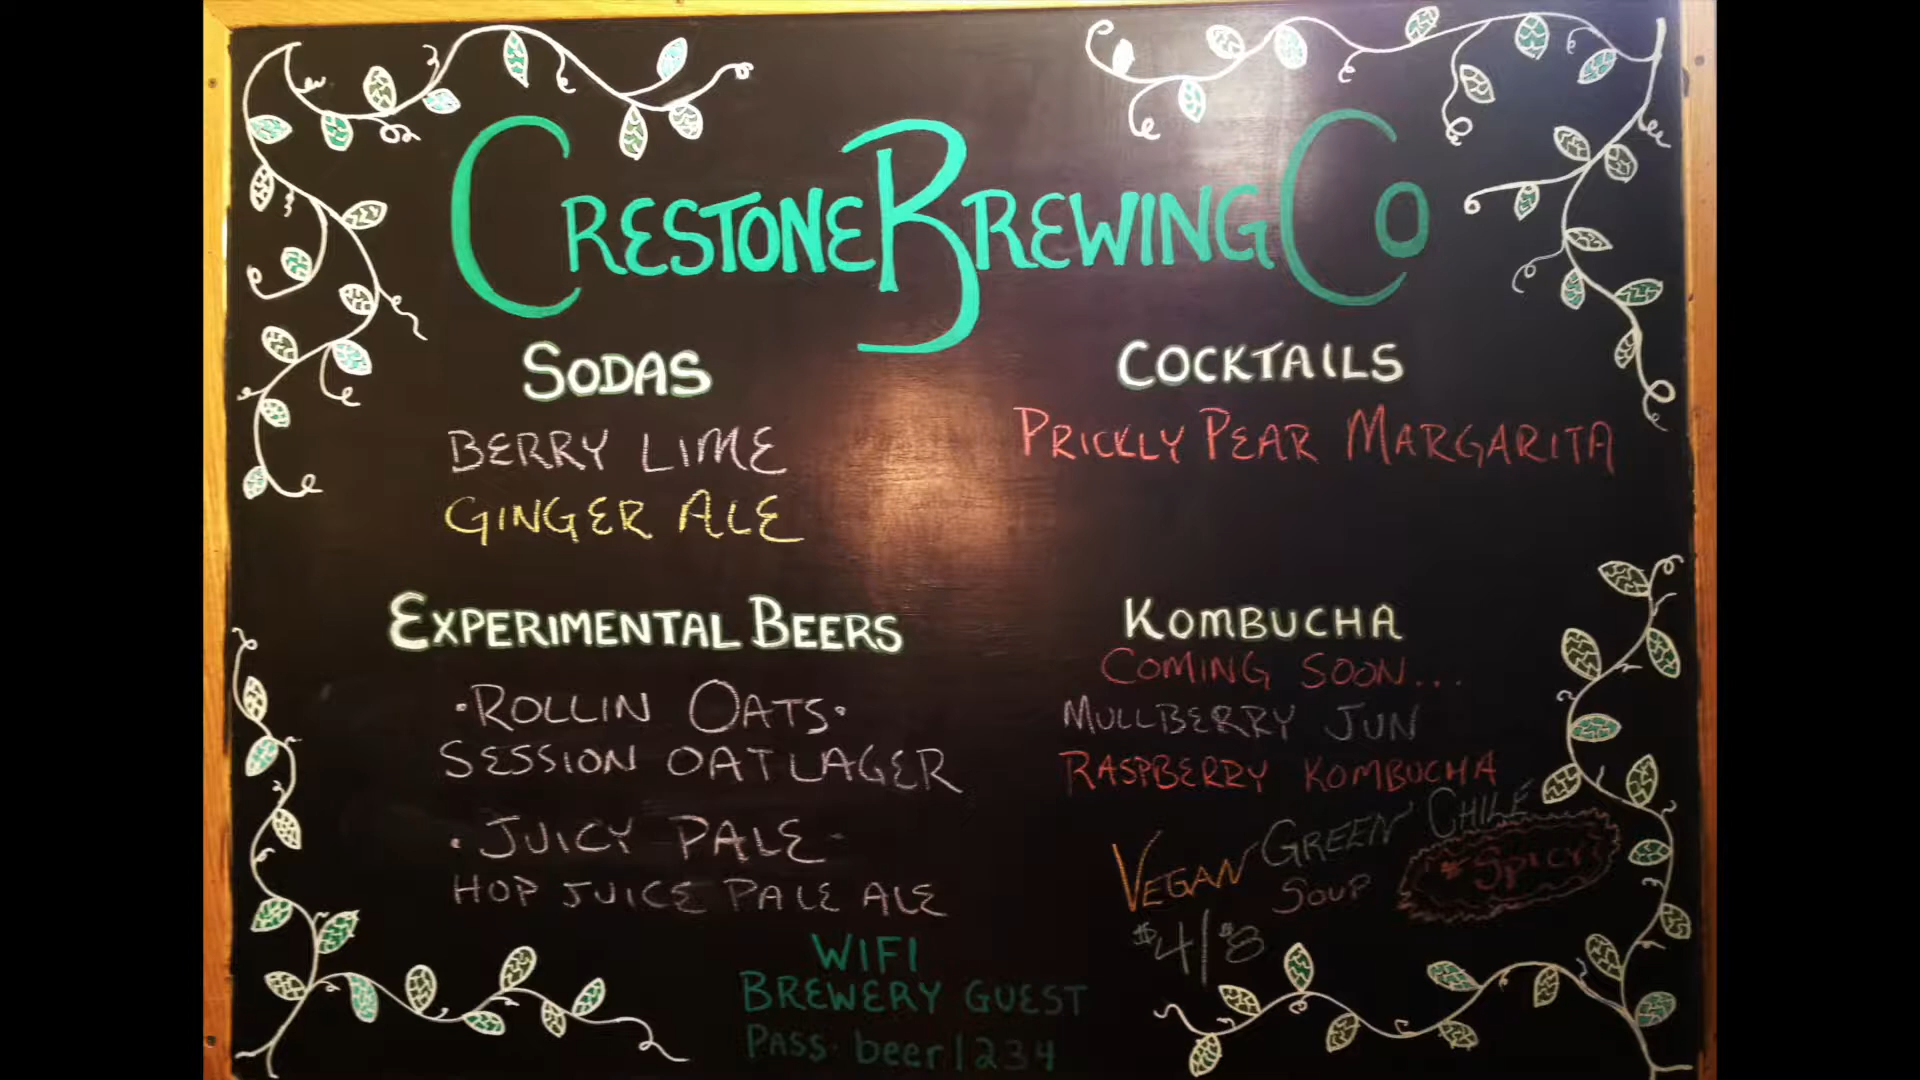 CRESTONE BREWING CO
SODAS
BERRY LIME
GINGER ALE
COCKTAILS
PRICKLY PEAR MARGARITA
EXPERIMENTAL BEERS
·ROLLIN OATS·
SESSION OAT LAGER
·JUICY PALE-
HOP JUICE PALE ALE
KOMBUCHA
COMING SOON...
MULLBERRY JUN
RASPBERRY KOMBUCHA
VEGAN GREEN CHILE
SOUP *SPICY*
$4/$8
WIFI
BREWERY GUEST
PASS· beer1234